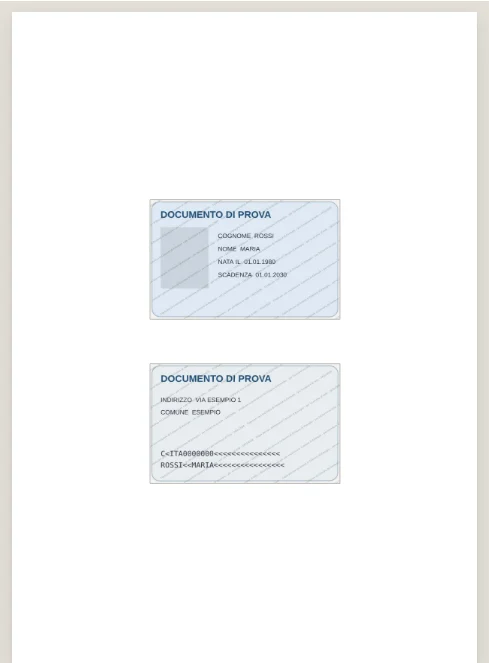 DOCUMENTO DI PROVA
COGNOME ROSSI
NOME MARIA
NATA IL 01.01.1980
SCADENZA 01.01.2030
DOCUMENTO DI PROVA
INDIRIZZO VIA ESEMPIO 1
COMUNE ESEMPIO
C<ITA0000000<<<<<<<<<<<<<<<
ROSSI<<MARIA<<<<<<<<<<<<<<<<